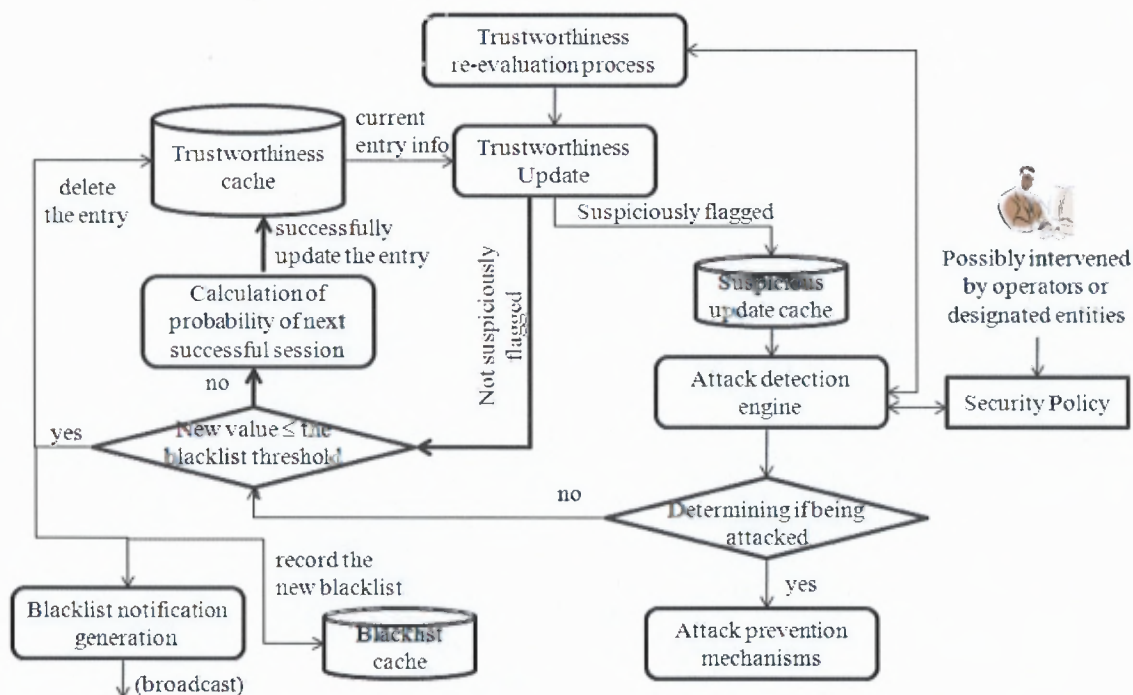 Trustworthiness
re-evaluation process
Trustworthiness
cache
current
entry info
Trustworthiness
Update
delete
the entry
Suspiciously flagged
successfully
update the entry
Not suspiciously
flagged
Suspicious
update cache
Possibly intervened
by operators or
designated entities
Calculation of
probability of next
successful session
Attack detection
engine
Security Policy
no
yes
New value ≤ the
blacklist threshold
no
Determining if being
attacked
record the
new blacklist
yes
Blacklist notification
generation
Blacklist
cache
Attack prevention
mechanisms
(broadcast)